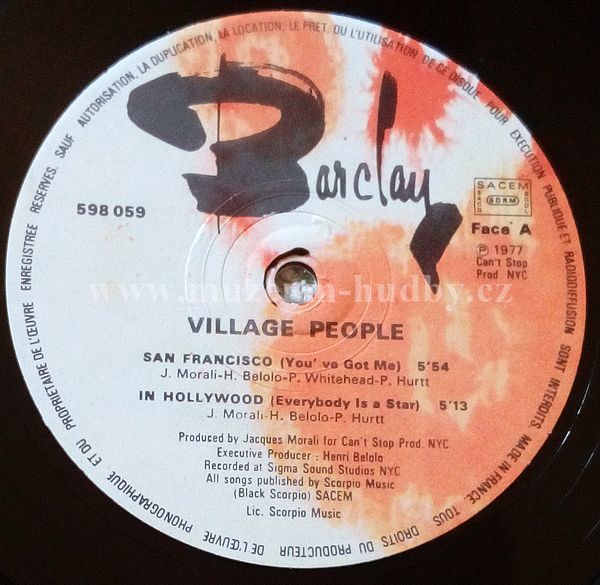 DROITS DU PRODUCTEUR DE L'ŒUVRE PHONOGRAPHIQUE ET DU PROPRIETAIRE DE L'ŒUVRE ENREGISTREE RESERVES. SAUF AUTORISATION, LA DUPLICATION, LA LOCATION, LE PRET, OU L'UTILISATION DE CE DISQUE POUR EXECUTION PUBLIQUE ET RADIODIFFUSION SONT INTERDITS. MADE IN FRANCE. TOUS
Barclay
598 059
SACEM
SDRM
Face A
℗ 1977
Can't Stop
Prod NYC
www.muzeum-hudby.cz
VILLAGE PEOPLE
SAN FRANCISCO (You' ve Got Me) 5'54
J. Morali-H. Belolo-P. Whitehead-P. Hurtt
IN HOLLYWOOD (Everybody Is a Star) 5'13
J. Morali-H. Belolo-P. Hurtt
Produced by Jacques Morali for Can't Stop Prod. NYC
Executive Producer : Henri Belolo
Recorded at Sigma Sound Studios NYC
All songs published by Scorpio Music
(Black Scorpio) SACEM
Lic. Scorpio Music